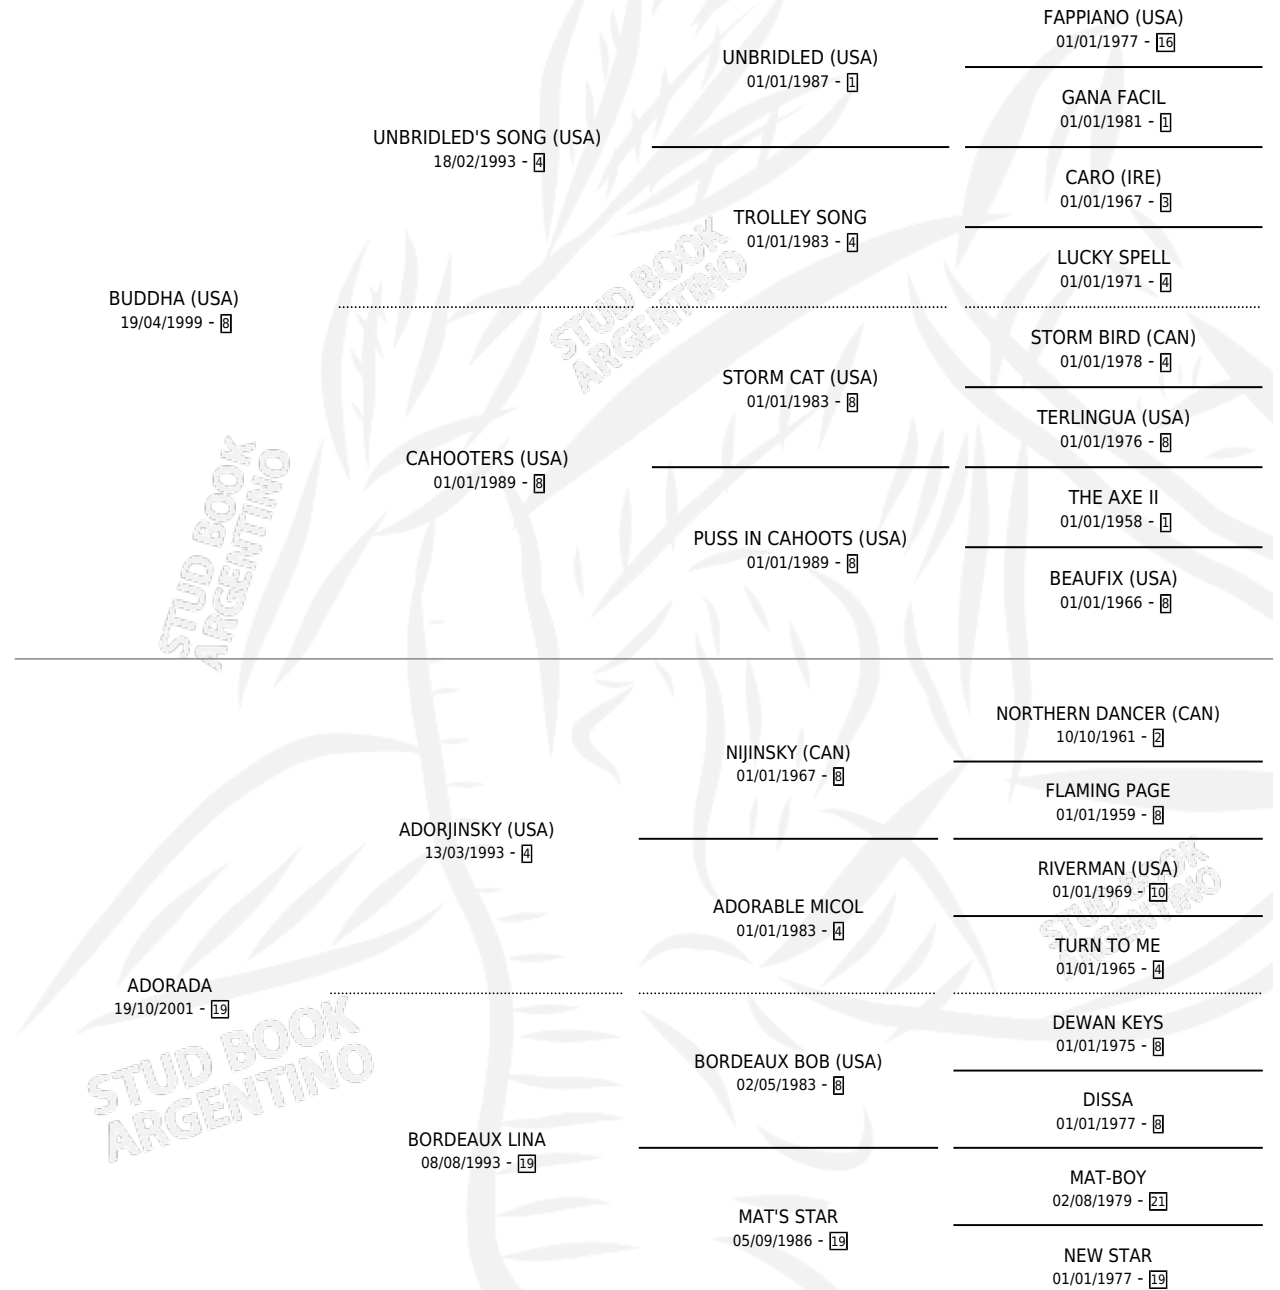 FAPPIANO (USA)
01/01/1977 - 16
UNBRIDLED (USA)
01/01/1987 - 1
GANA FACIL
01/01/1981 - 1
UNBRIDLED'S SONG (USA)
18/02/1993 - 4
CARO (IRE)
01/01/1967 - 3
TROLLEY SONG
01/01/1983 - 4
LUCKY SPELL
01/01/1971 - 4
BUDDHA (USA)
19/04/1999 - 8
STORM BIRD (CAN)
01/01/1978 - 4
STORM CAT (USA)
01/01/1983 - 8
TERLINGUA (USA)
01/01/1976 - 8
CAHOOTERS (USA)
01/01/1989 - 8
THE AXE II
01/01/1958 - 1
PUSS IN CAHOOTS (USA)
01/01/1989 - 8
BEAUFIX (USA)
01/01/1966 - 8
NORTHERN DANCER (CAN)
10/10/1961 - 2
NIJINSKY (CAN)
01/01/1967 - 8
FLAMING PAGE
01/01/1959 - 8
ADORJINSKY (USA)
13/03/1993 - 4
RIVERMAN (USA)
01/01/1969 - 10
ADORABLE MICOL
01/01/1983 - 4
TURN TO ME
01/01/1965 - 4
ADORADA
19/10/2001 - 19
DEWAN KEYS
01/01/1975 - 8
BORDEAUX BOB (USA)
02/05/1983 - 8
DISSA
01/01/1977 - 8
BORDEAUX LINA
08/08/1993 - 19
MAT-BOY
02/08/1979 - 21
MAT'S STAR
05/09/1986 - 19
NEW STAR
01/01/1977 - 19
STUD BOOK
ARGENTINO
STUD BOOK
ARGENTINO
STUD BOOK
ARGENTINO
STUD BOOK
ARGENTINO